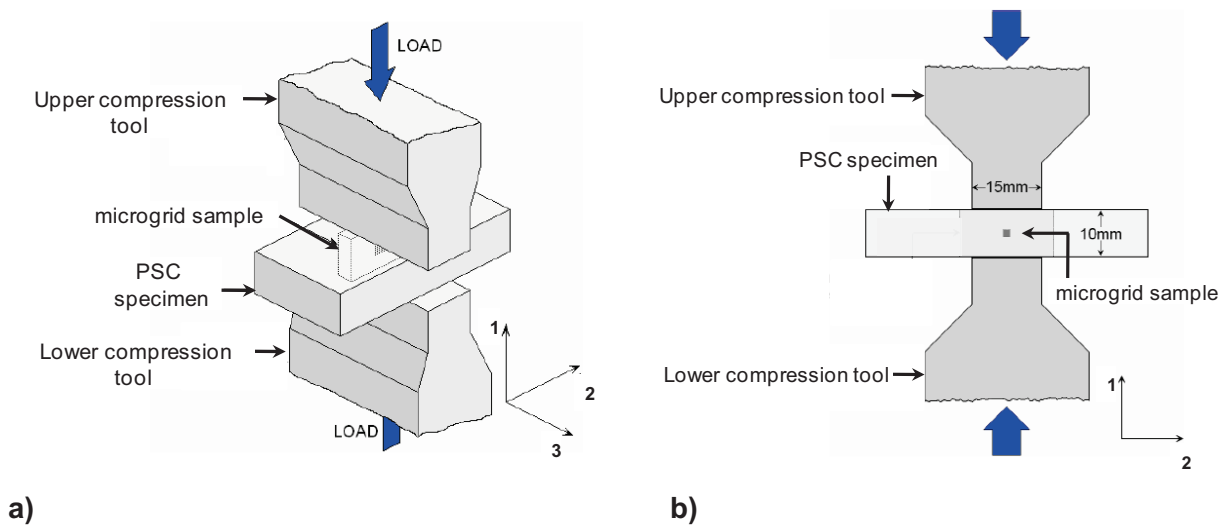 LOAD
Upper compression
tool
microgrid sample
PSC
specimen
Lower compression
tool
LOAD
1
2
3
a)
Upper compression tool
PSC specimen
15mm
10mm
microgrid sample
Lower compression tool
1
2
b)